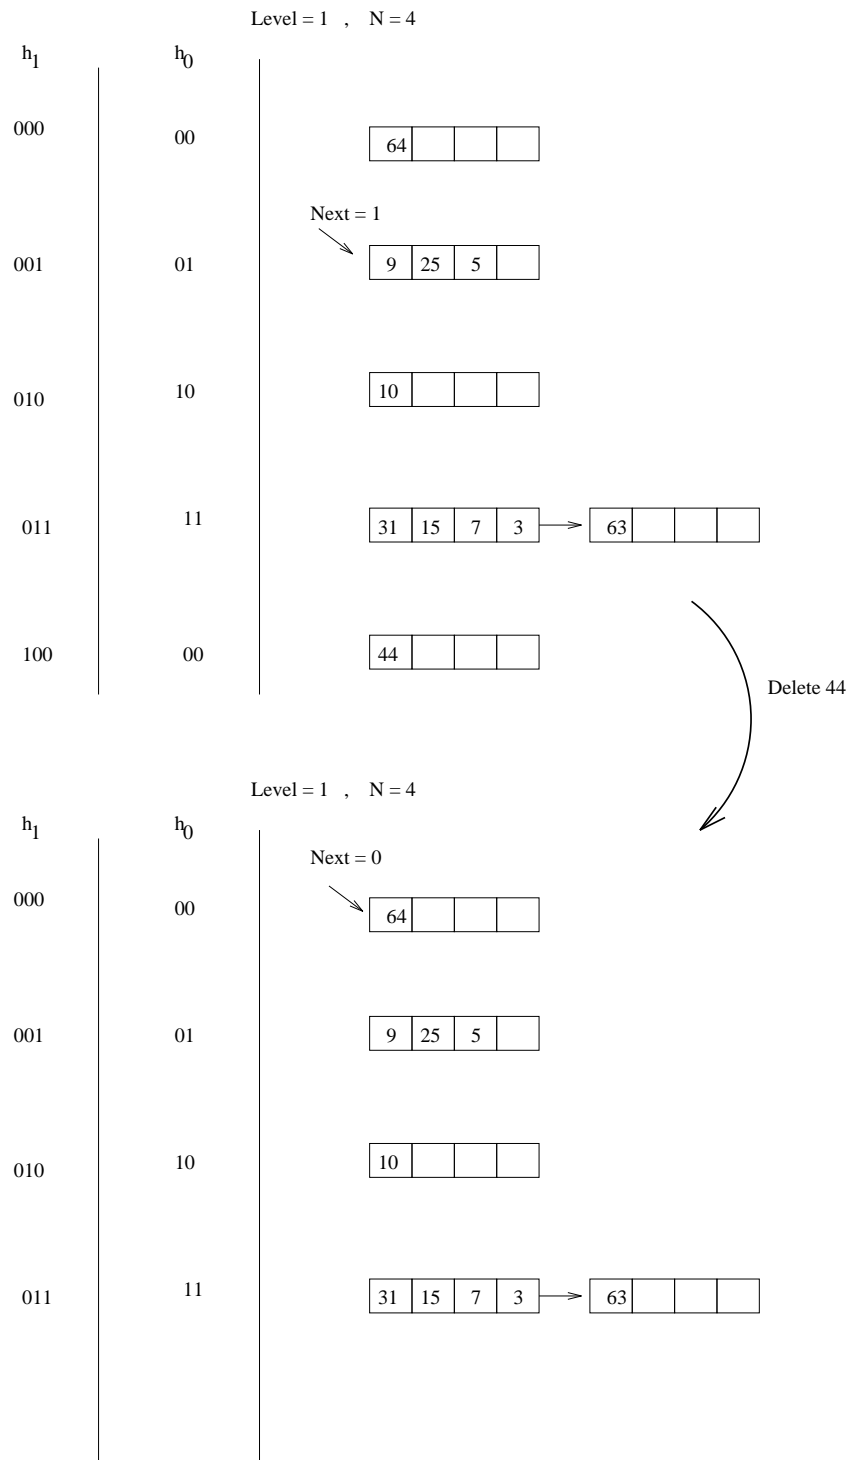 Level = 1 , N = 4
h1 h0
000 00 64
Next = 1
001 01 9 25 5
010 10 10
011 11 31 15 7 3 63
100 00 44
Delete 44
Level = 1 , N = 4
h1 h0
Next = 0
000 00 64
001 01 9 25 5
010 10 10
011 11 31 15 7 3 63